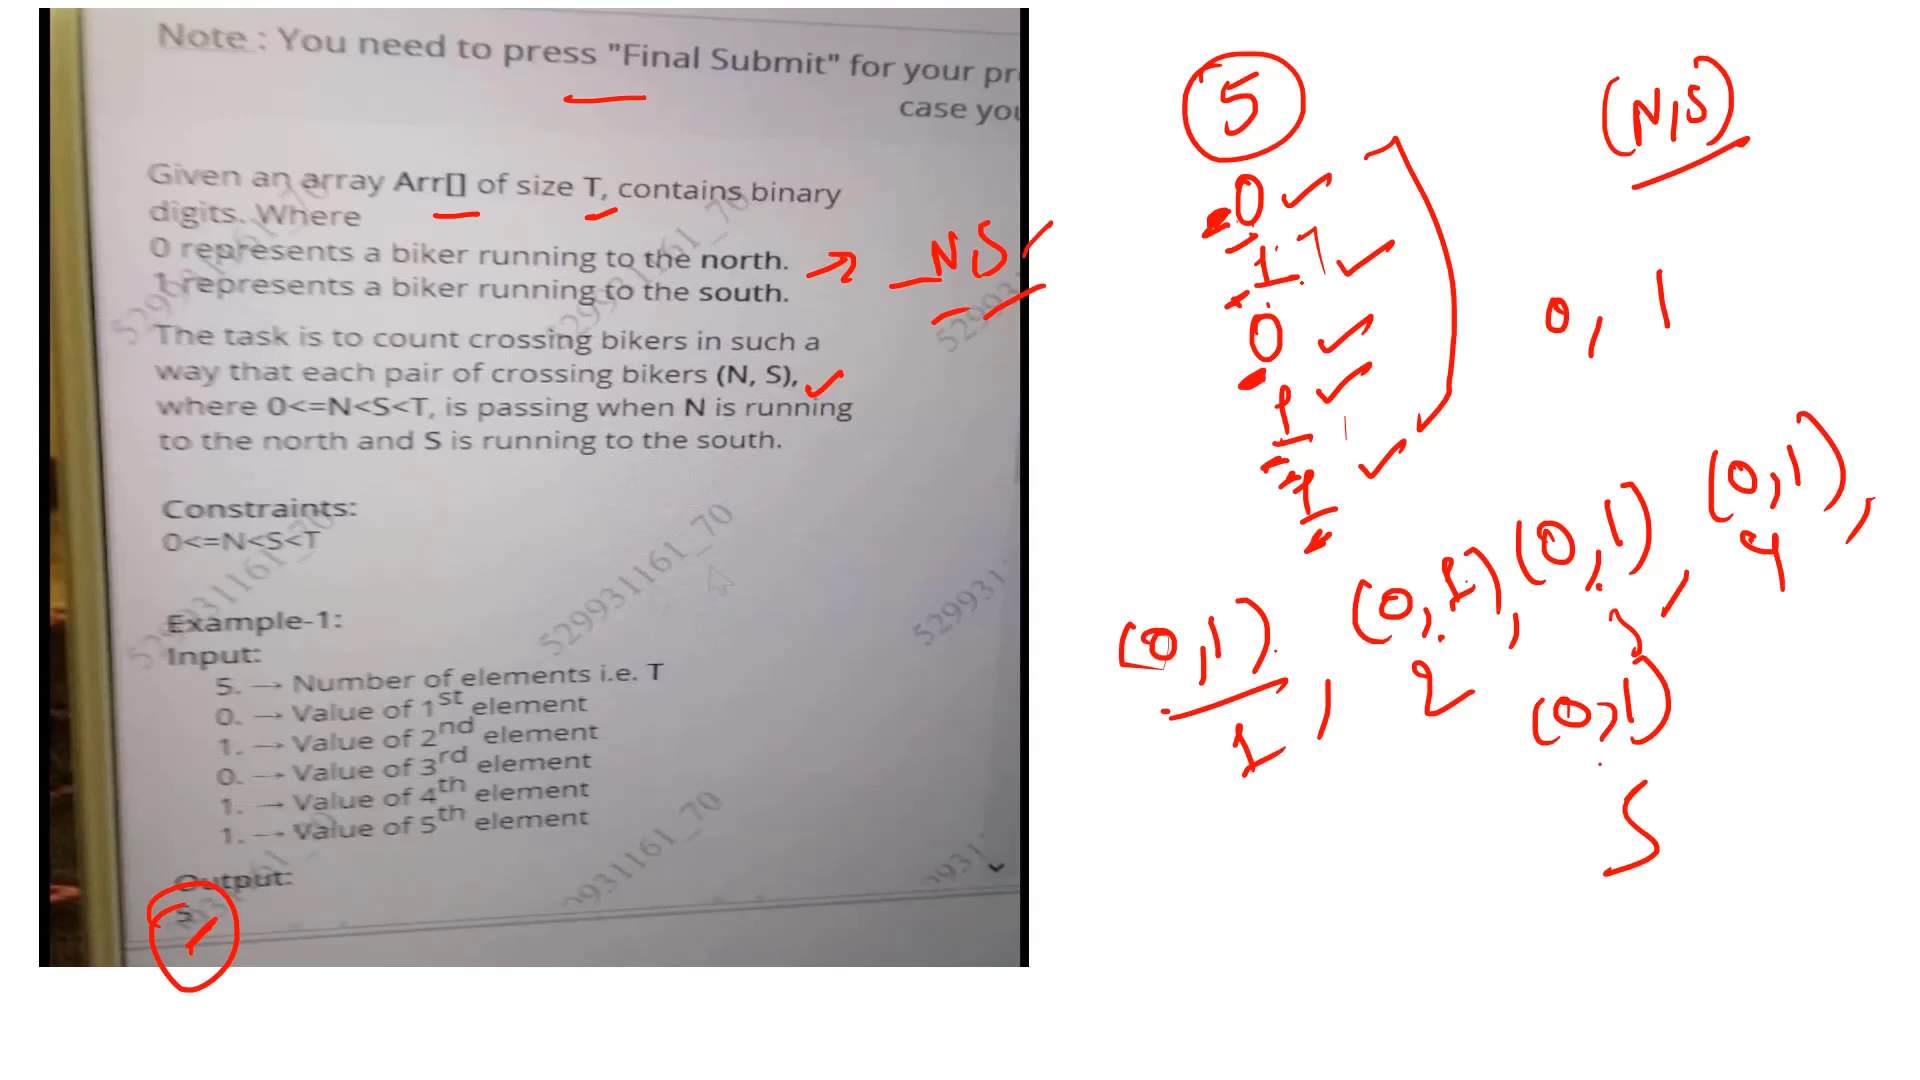 Note : You need to press "Final Submit" for your
case you
Given an array Arr[] of size T, contains binary
digits. Where
0 represents a biker running to the north.
1 represents a biker running to the south.
The task is to count crossing bikers in such a
way that each pair of crossing bikers (N, S),
where 0<=N<S<T, is passing when N is running
to the north and S is running to the south.
Constraints:
0<=N<S<T
Example-1:
Input:
5. → Number of elements i.e. T
0. → Value of 1st element
1. → Value of 2nd element
0. → Value of 3rd element
1. → Value of 4th element
1. → Value of 5th element
Output:
5
529931161_70
NS
5
(N,S)
0
1
0
1
1
0, 1
(0,1)
1,
(0,1),
2
(0,1)
3,
(0,1),
4
(0,1)
5